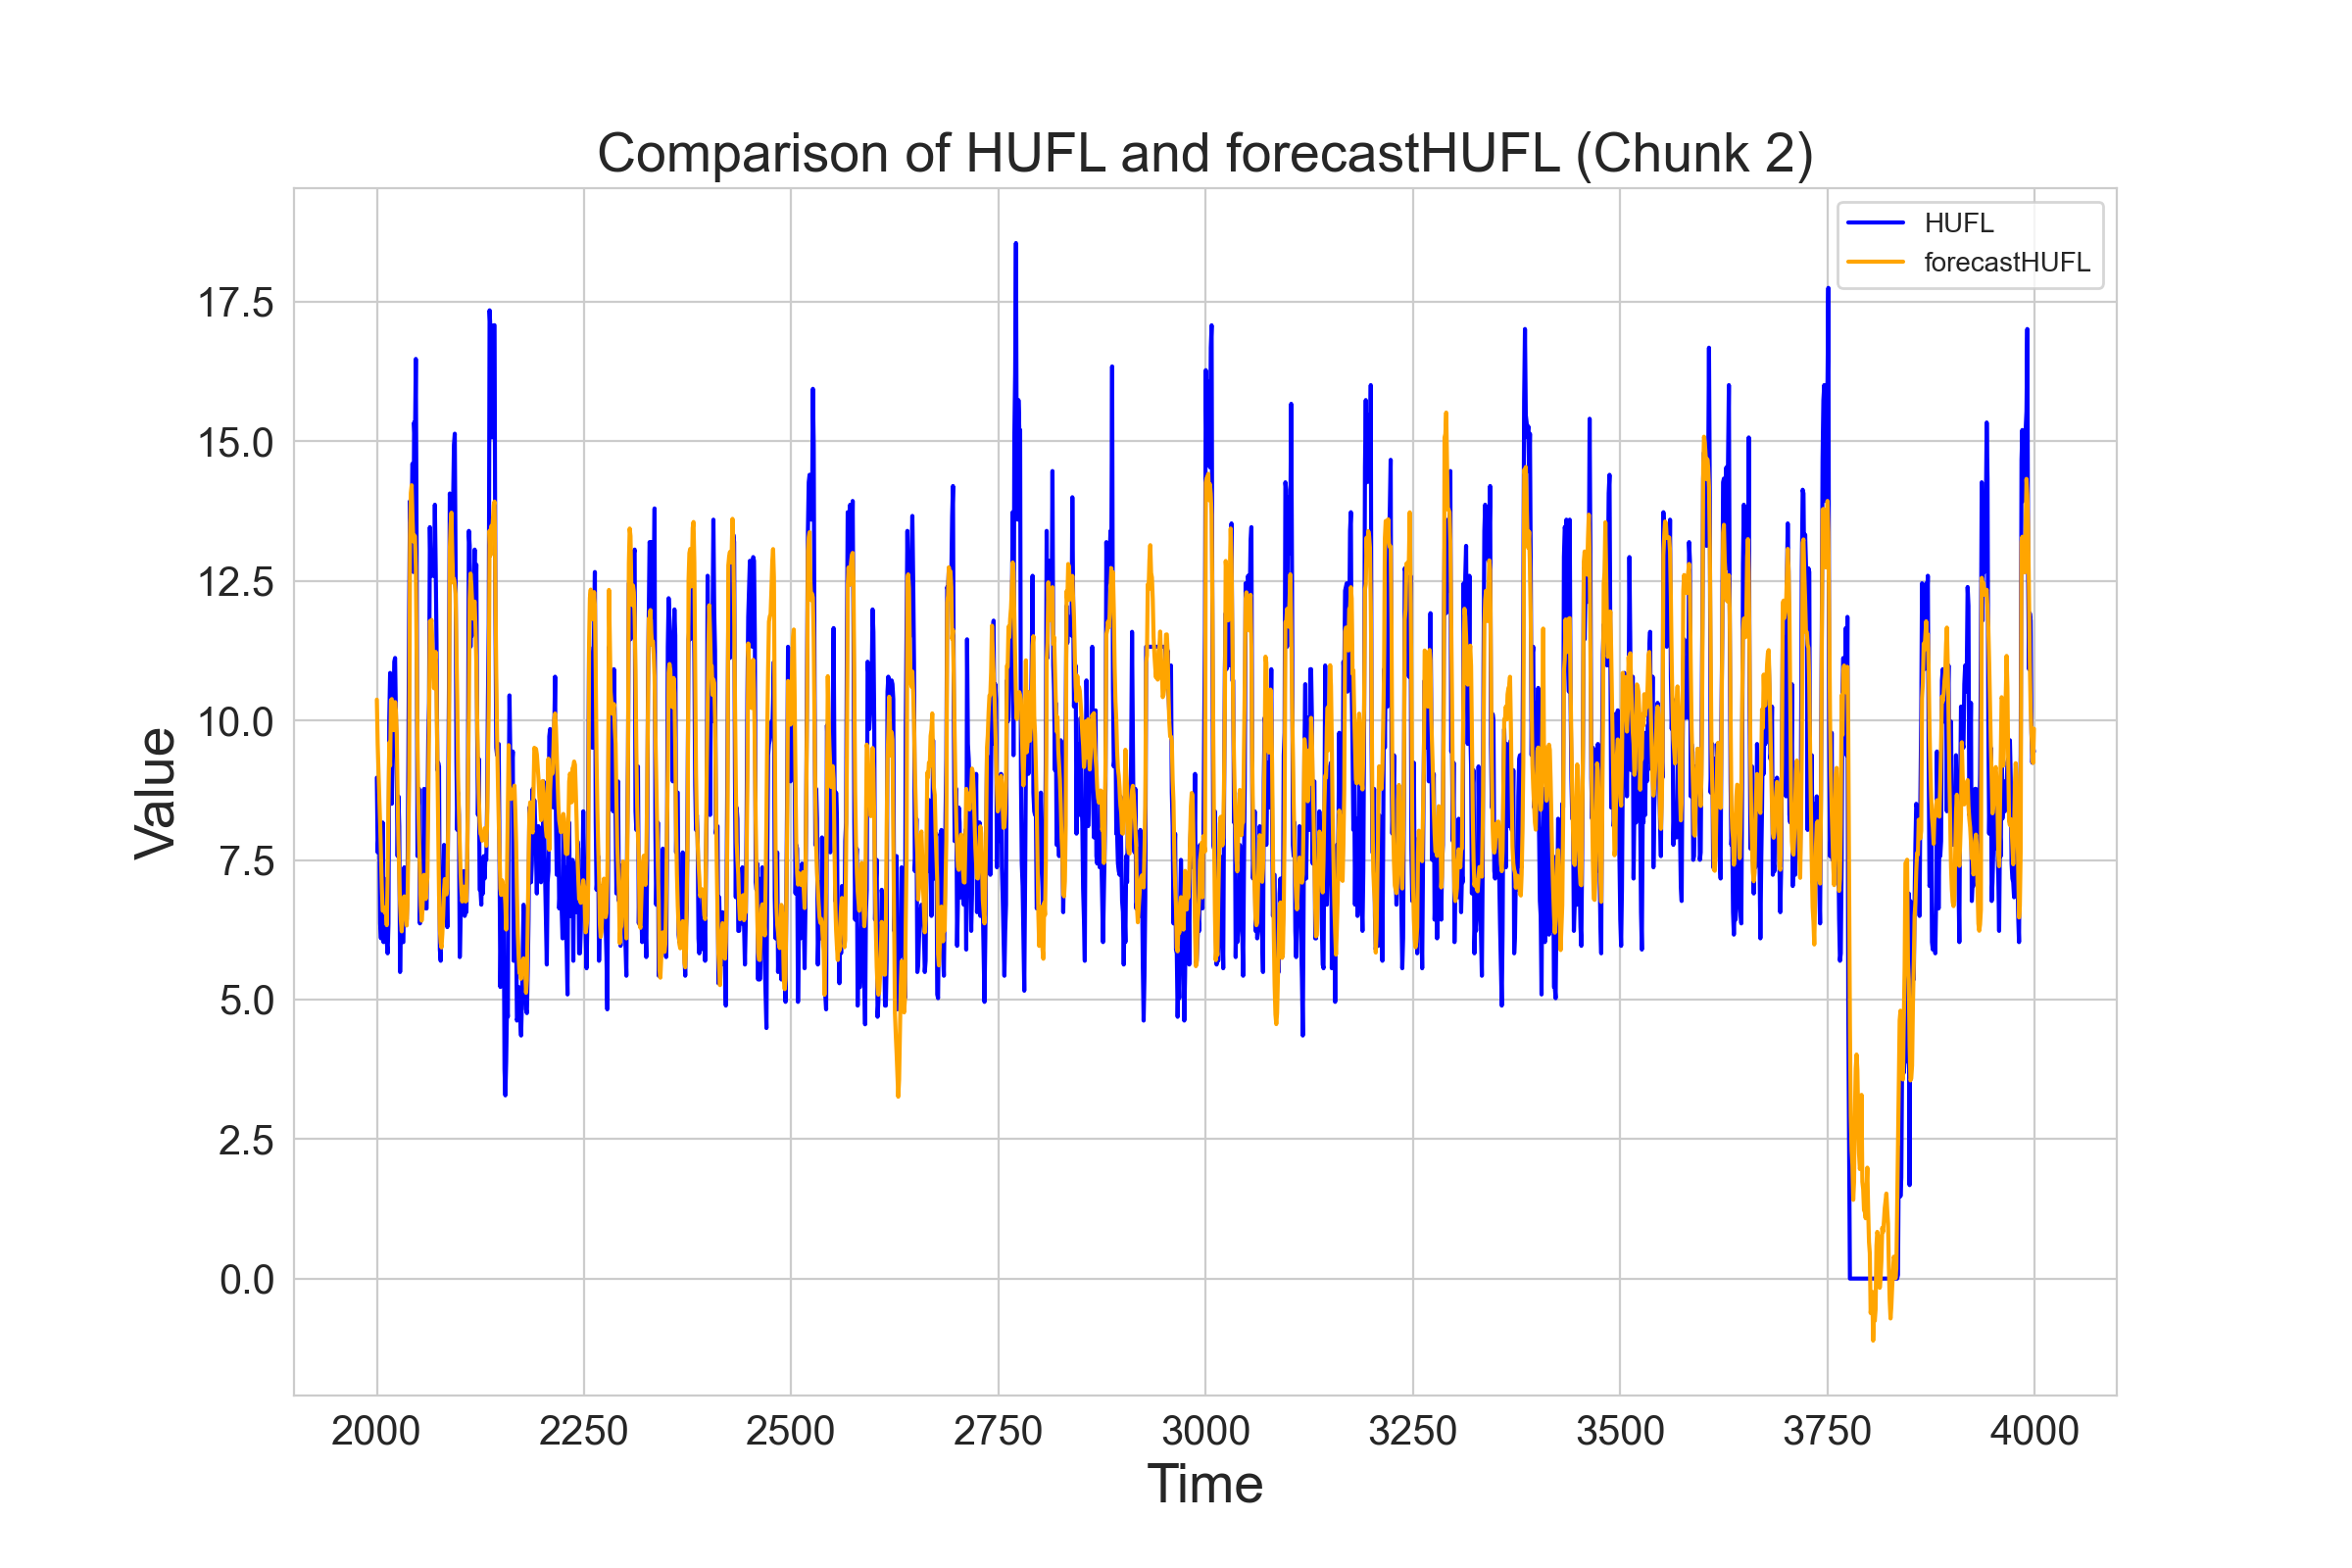 Comparison of HUFL and forecastHUFL (Chunk 2)
HUFL
forecastHUFL
17.5
15.0
12.5
10.0
7.5
5.0
2.5
0.0
Value
2000 2250 2500 2750 3000 3250 3500 3750 4000
Time